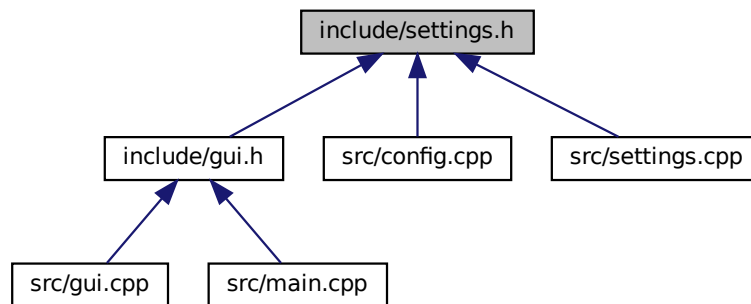 include/settings.h
include/gui.h
src/config.cpp
src/settings.cpp
src/gui.cpp
src/main.cpp